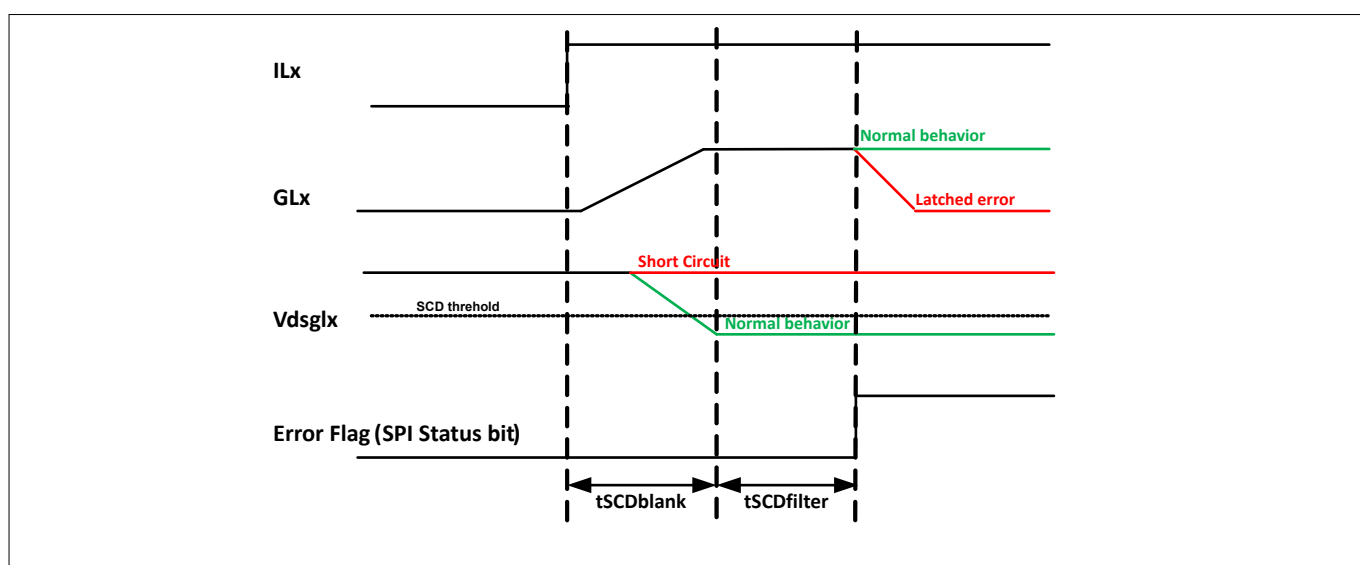 ILx
Normal behavior
GLx
Latched error
Short Circuit
SCD threhold
Vdsglx
Normal behavior
Error Flag (SPI Status bit)
tSCDblank
tSCDfilter